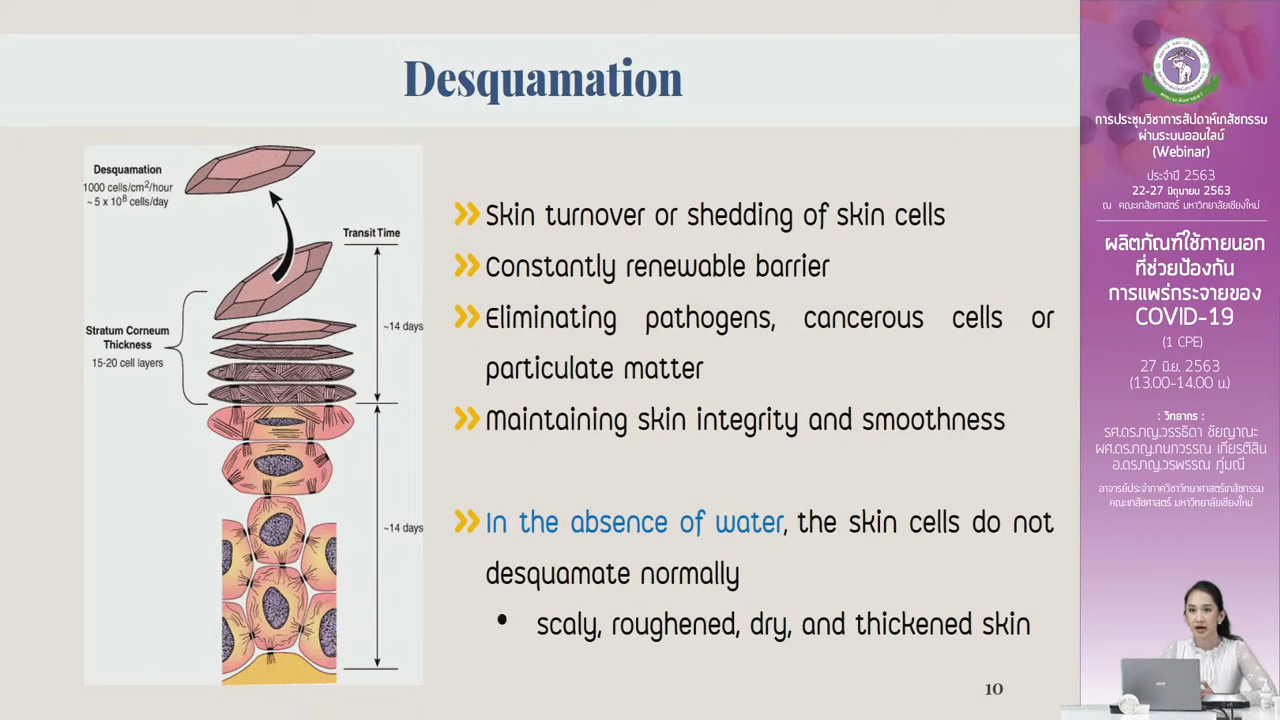 Desquamation
Desquamation
1000 cells/cm²/hour
~ 5 x 10⁸ cells/day
Transit Time
~14 days
Stratum Corneum
Thickness
15-20 cell layers
~14 days
Skin turnover or shedding of skin cells
Constantly renewable barrier
Eliminating pathogens, cancerous cells or
particulate matter
Maintaining skin integrity and smoothness
In the absence of water, the skin cells do not
desquamate normally
• scaly, roughened, dry, and thickened skin
10
การประชุมวิชาการสัปดาห์เภสัชกรรม
ผ่านระบบออนไลน์
(Webinar)
ประจำปี 2563
22-27 มิถุนายน 2563
ณ คณะเภสัชศาสตร์ มหาวิทยาลัยเชียงใหม่
ผลิตภัณฑ์ใช้ภายนอก
ที่ช่วยป้องกัน
การแพร่กระจายของ
COVID-19
(1 CPE)
27 มิ.ย. 2563
(13.00-14.00 น.)
: วิทยากร :
รศ.ดร.ภญ.วรรธิดา ชัยญาณะ
ผศ.ดร.ภญ.กนกวรรณ เกียรติสิน
อ.ดร.ภญ.วรพรรณ ภู่มณี
อาจารย์ประจำภาควิชาวิทยาศาสตร์เภสัชกรรม
คณะเภสัชศาสตร์ มหาวิทยาลัยเชียงใหม่
acer